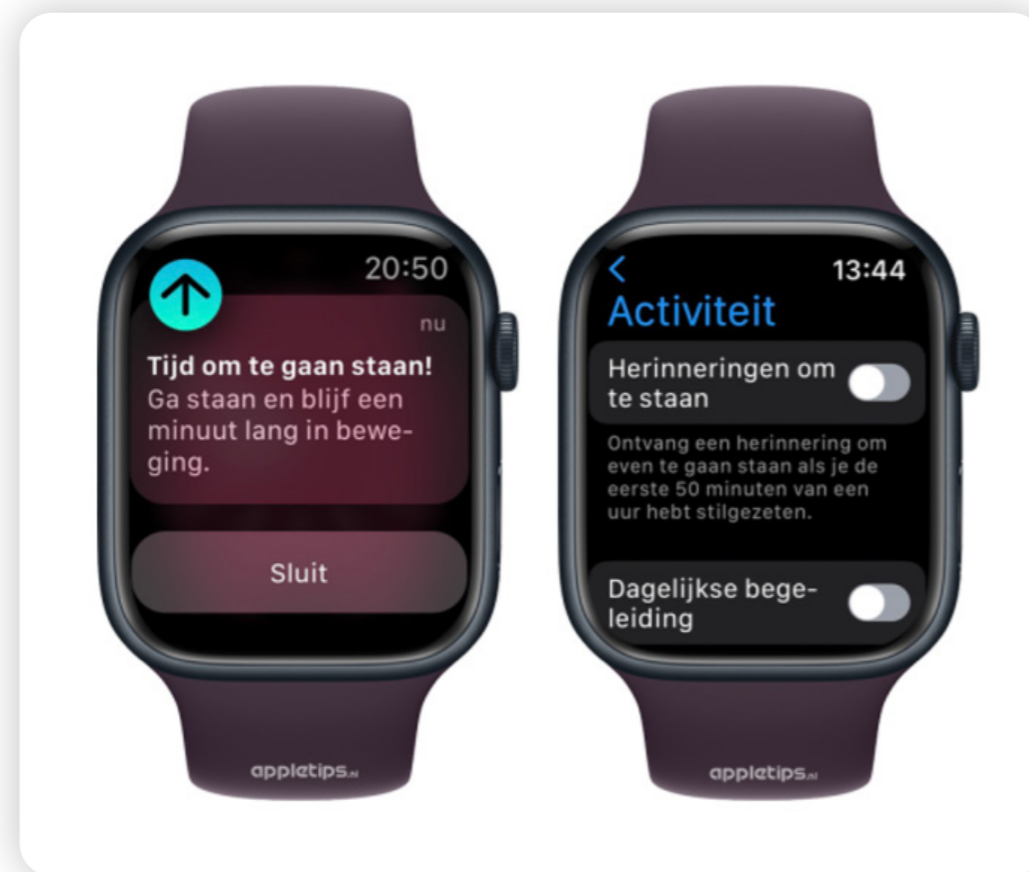 20:50
nu
Tijd om te gaan staan!
Ga staan en blijf een
minuut lang in bewe-
ging.
Sluit
appletips.nl
13:44
Activiteit
Herinneringen om
te staan
Ontvang een herinnering om
even te gaan staan als je de
eerste 50 minuten van een
uur hebt stilgezeten.
Dagelijkse bege-
leiding
appletips.nl